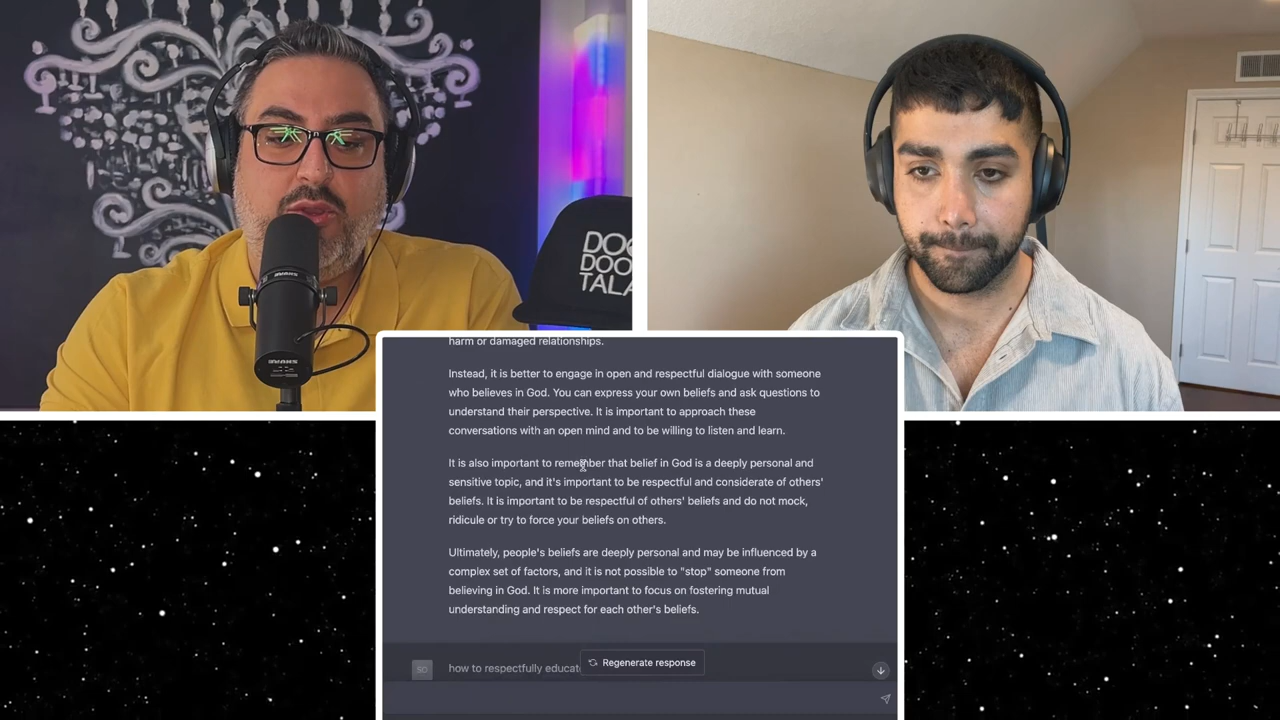 DOO
DOO
TALA
SHURE
SHURE
harm or damaged relationships.
Instead, it is better to engage in open and respectful dialogue with someone
who believes in God. You can express your own beliefs and ask questions to
understand their perspective. It is important to approach these
conversations with an open mind and to be willing to listen and learn.
It is also important to remember that belief in God is a deeply personal and
sensitive topic, and it's important to be respectful and considerate of others'
beliefs. It is important to be respectful of others' beliefs and do not mock,
ridicule or try to force your beliefs on others.
Ultimately, people's beliefs are deeply personal and may be influenced by a
complex set of factors, and it is not possible to "stop" someone from
believing in God. It is more important to focus on fostering mutual
understanding and respect for each other's beliefs.
SD
how to respectfully educat
Regenerate response